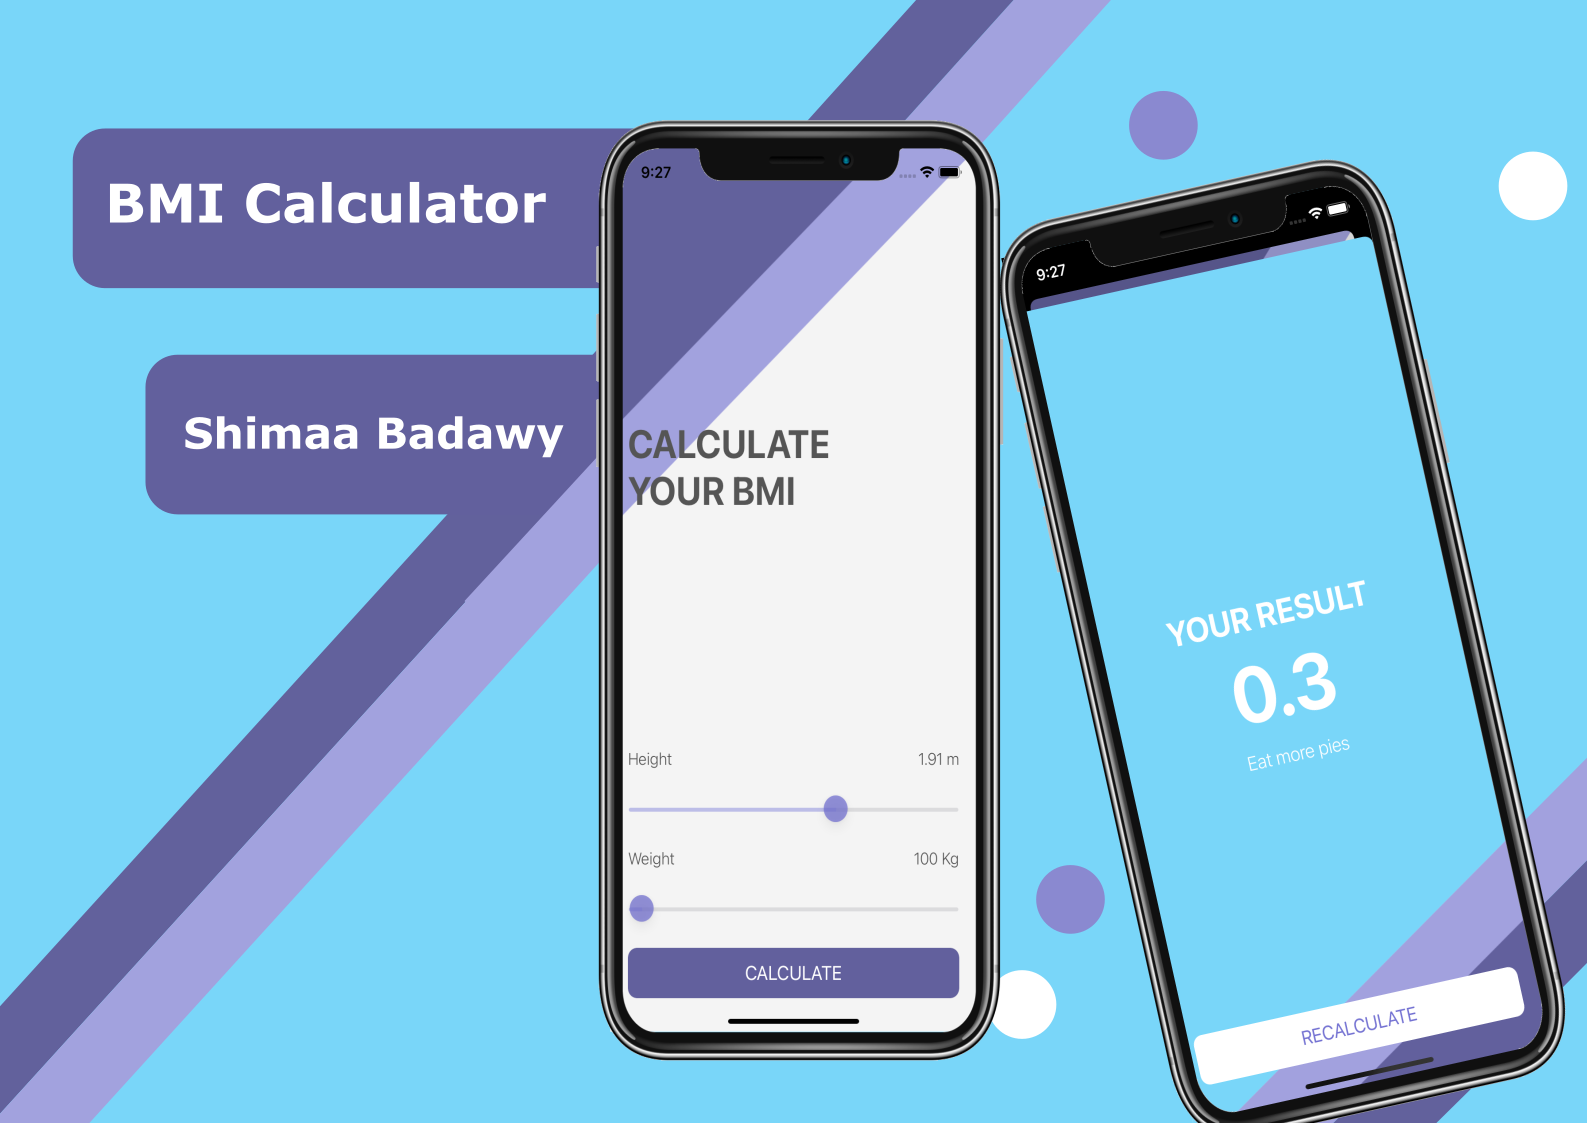 BMI Calculator
Shimaa Badawy
9:27
CALCULATE
YOUR BMI
Height 1.91 m
Weight 100 Kg
CALCULATE
9:27
YOUR RESULT
0.3
Eat more pies
RECALCULATE